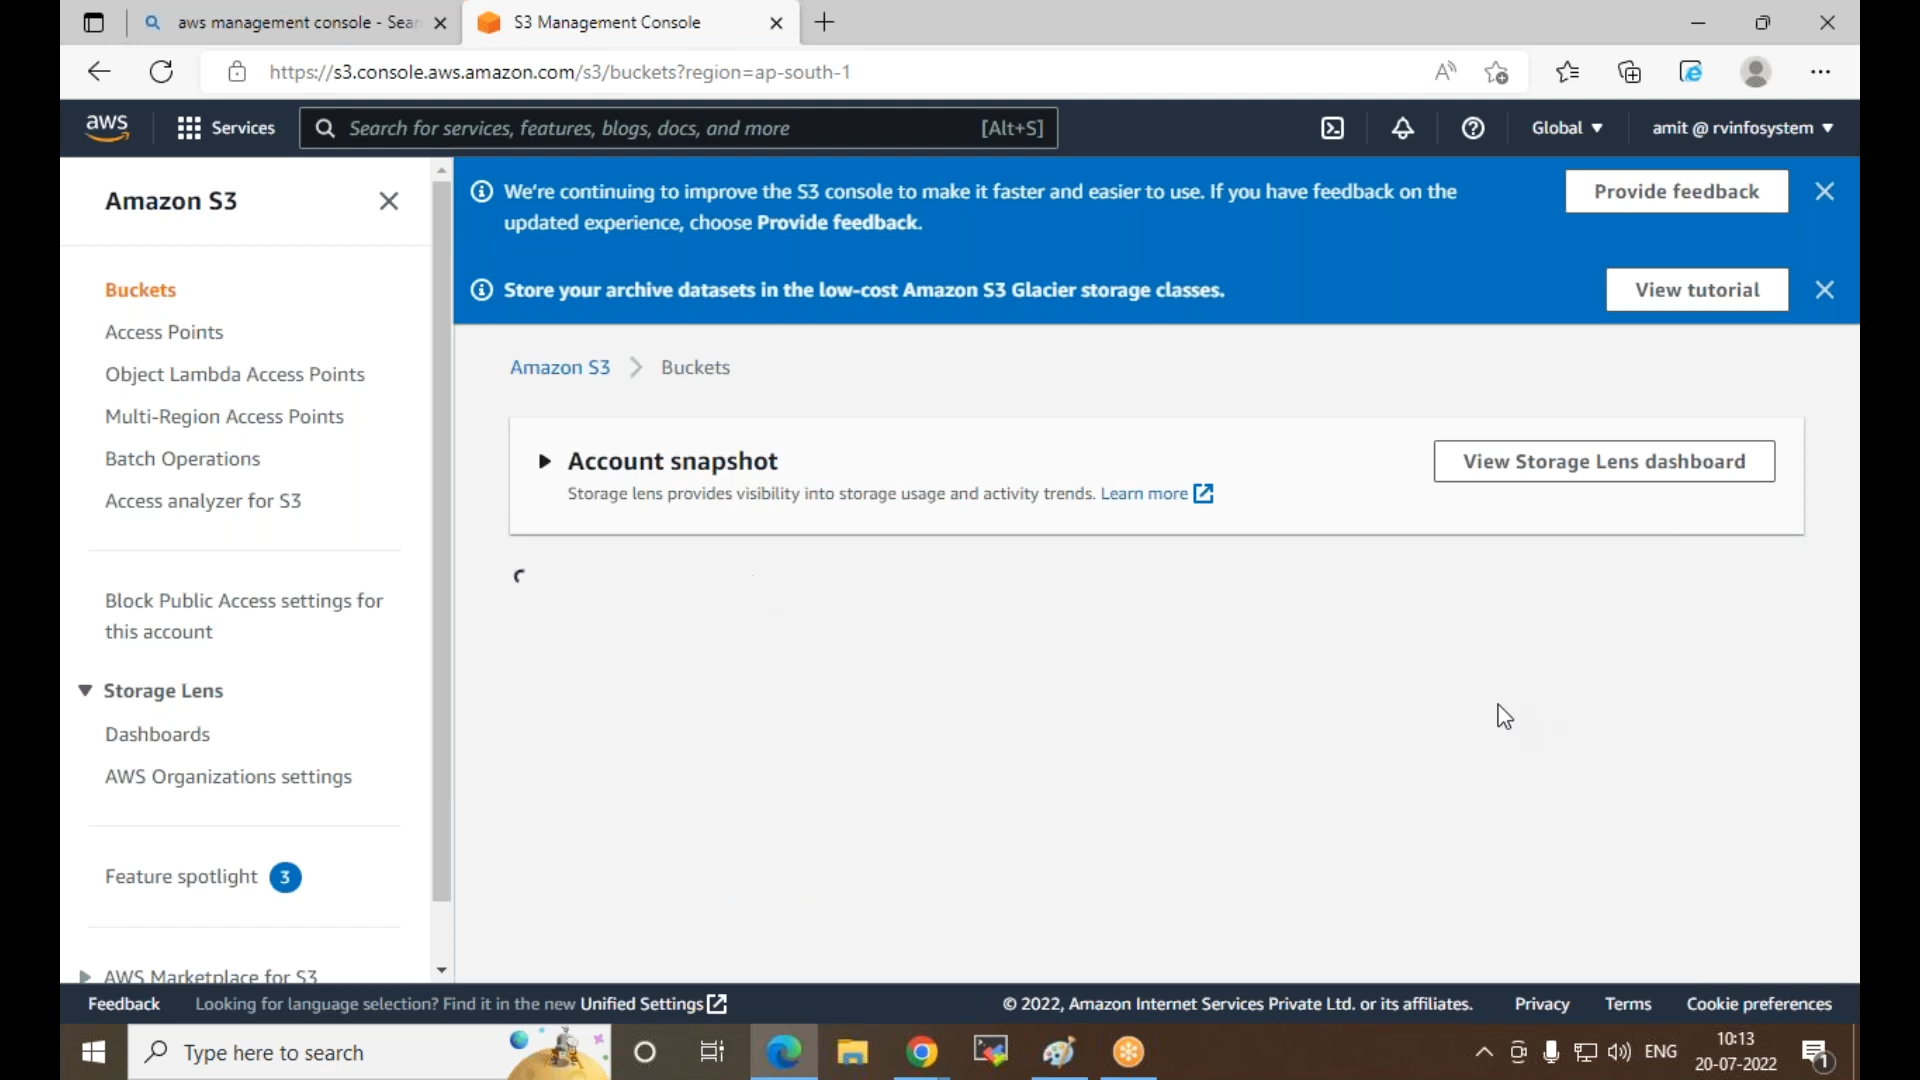 aws management console - Sear
S3 Management Console
https://s3.console.aws.amazon.com/s3/buckets?region=ap-south-1
aws
Services
Search for services, features, blogs, docs, and more
[Alt+S]
Global
amit @ rvinfosystem
Amazon S3
Buckets
Access Points
Object Lambda Access Points
Multi-Region Access Points
Batch Operations
Access analyzer for S3
Block Public Access settings for
this account
Storage Lens
Dashboards
AWS Organizations settings
Feature spotlight 3
AWS Marketplace for S3
We're continuing to improve the S3 console to make it faster and easier to use. If you have feedback on the
updated experience, choose Provide feedback.
Provide feedback
Store your archive datasets in the low-cost Amazon S3 Glacier storage classes.
View tutorial
Amazon S3 > Buckets
Account snapshot
Storage lens provides visibility into storage usage and activity trends. Learn more
View Storage Lens dashboard
Feedback
Looking for language selection? Find it in the new Unified Settings
© 2022, Amazon Internet Services Private Ltd. or its affiliates.
Privacy
Terms
Cookie preferences
Type here to search
ENG
10:13
20-07-2022
1